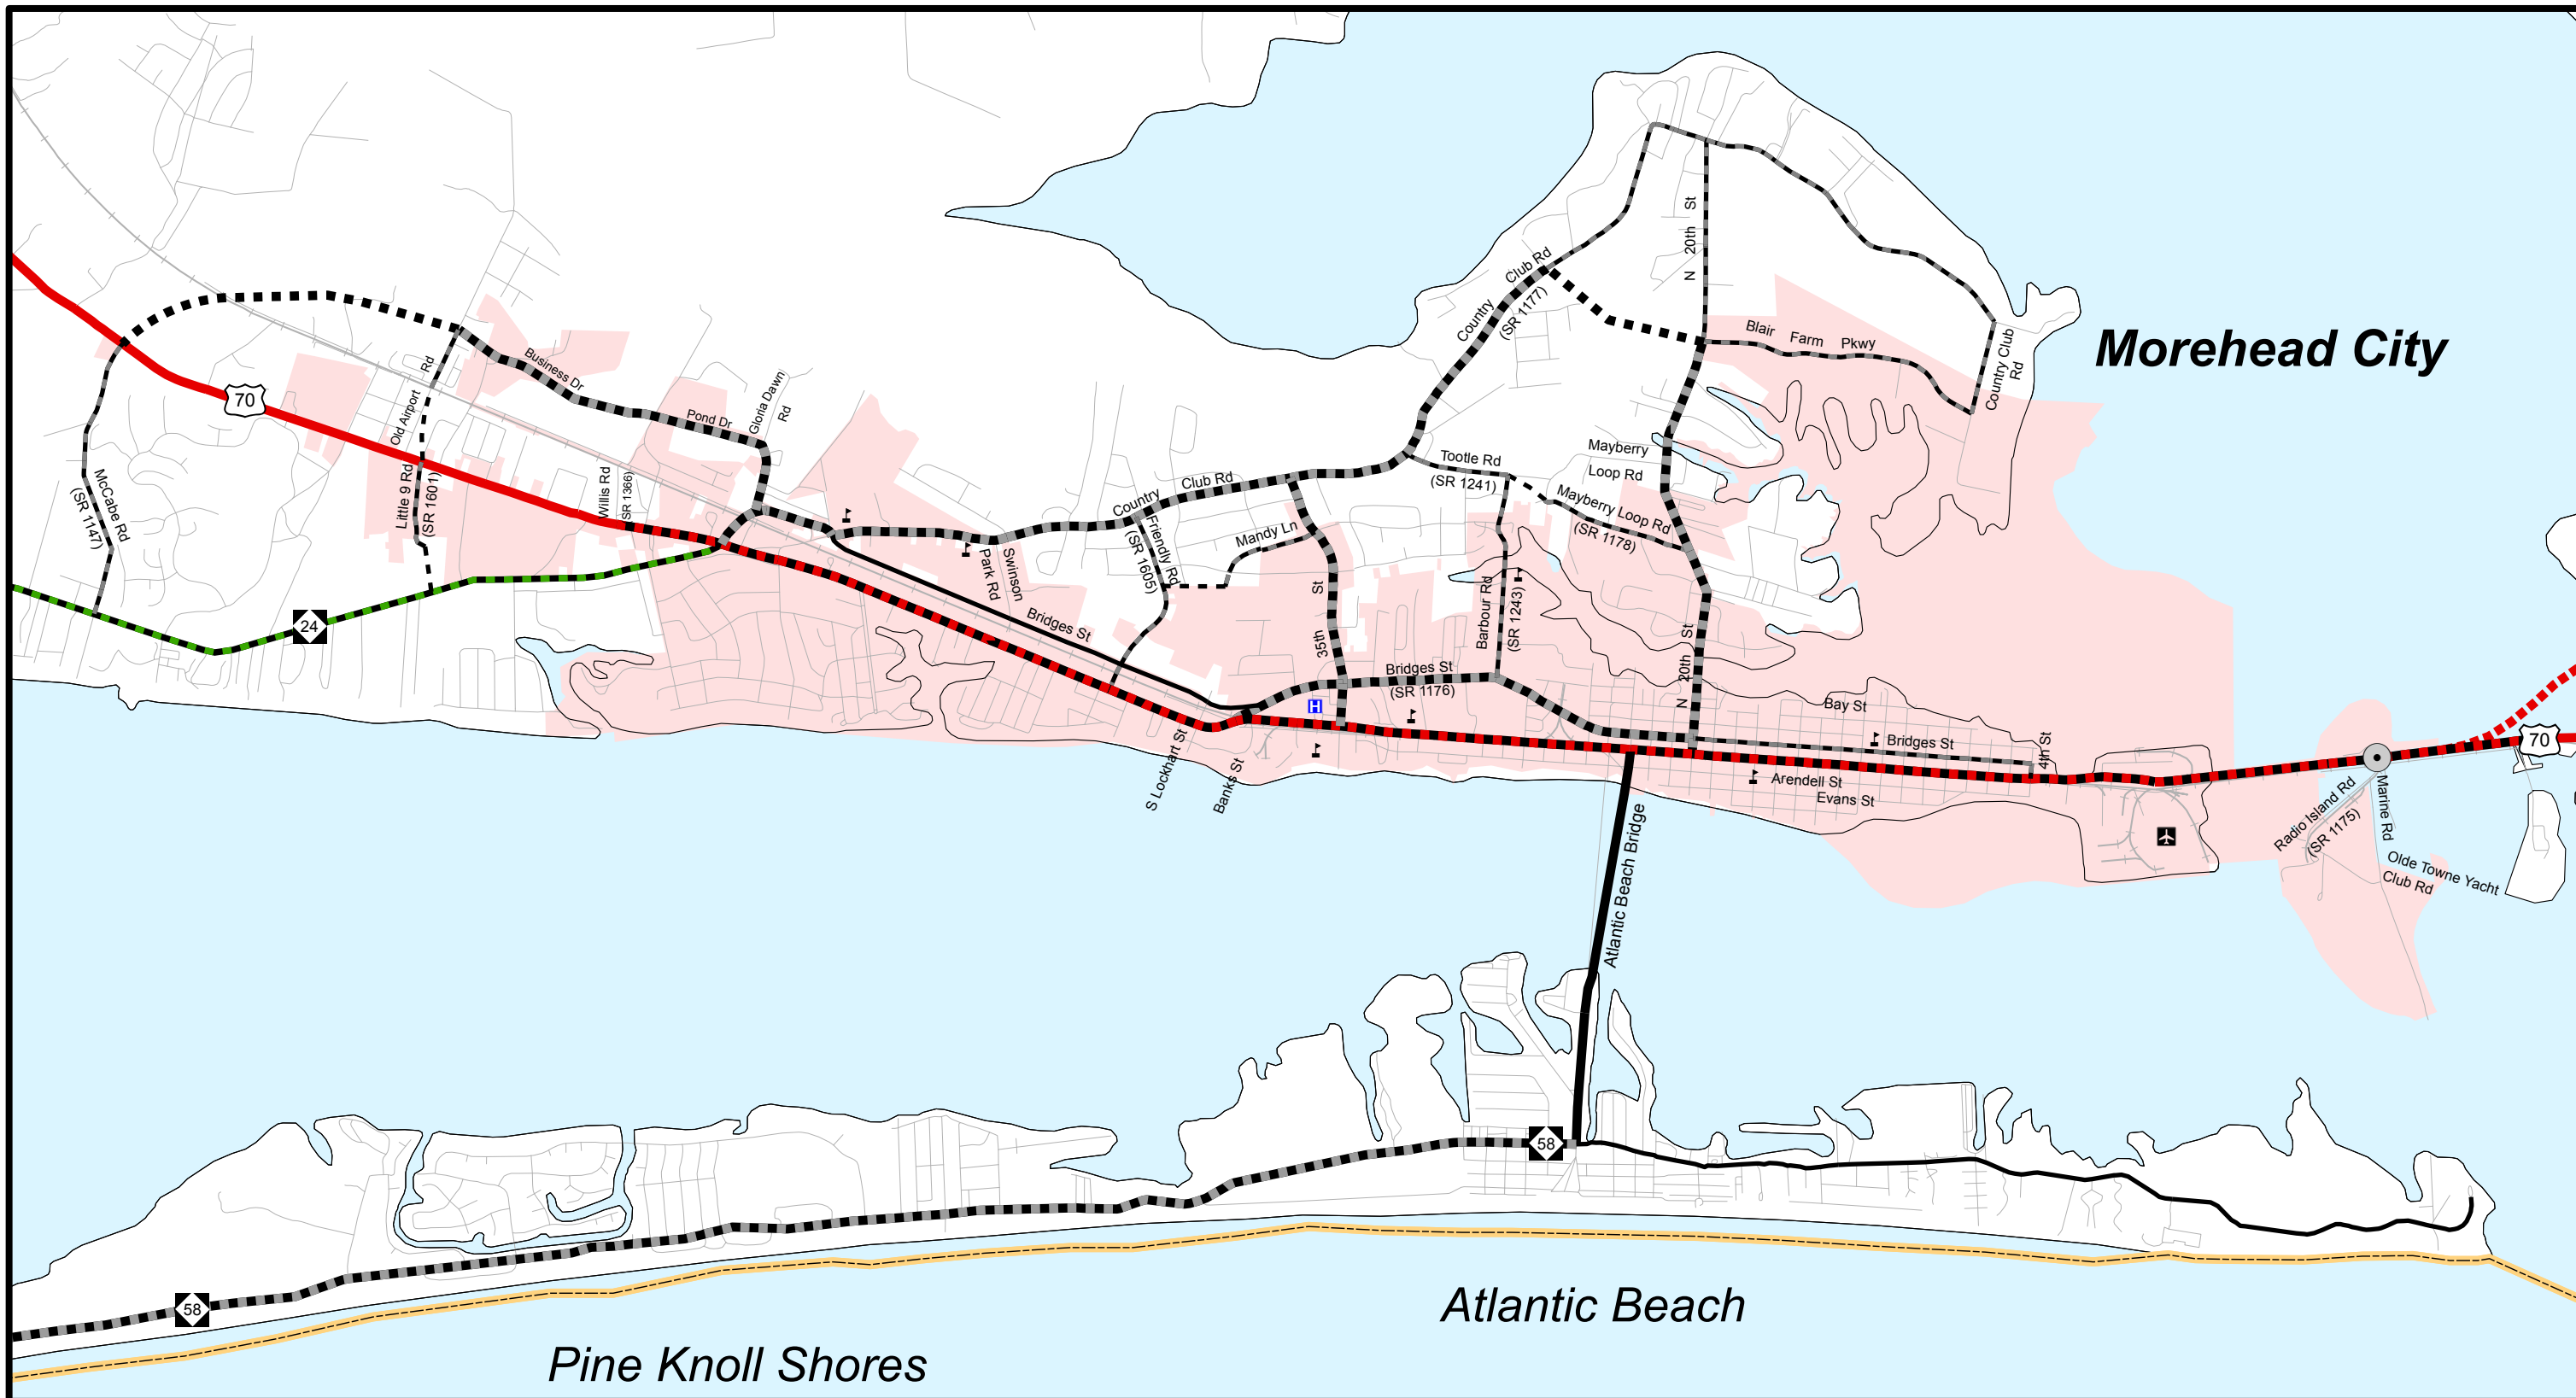 Morehead City
Atlantic Beach
Pine Knoll Shores
70
24
58
58
70
McCabe Rd
(SR 1147)
Old Airport
Rd
Little 9 Rd
(SR 1601)
Willis Rd
SR 1366)
Business Dr
Pond Dr
Gloria Dawn
Rd
Country
Club Rd
Park Rd
Swinson
Bridges St
Friendly Rd
(SR 1605)
Mandy Ln
35th
St
S Lockhart St
Banks St
Bridges St
(SR 1176)
Country
Club Rd
(SR 1177)
Tootle Rd
(SR 1241)
Barbour Rd
(SR 1243)
Mayberry
Loop Rd
Mayberry Loop Rd
(SR 1178)
N 20th St
N 20th St
Blair Farm Pkwy
Country Club
Rd
Bay St
Bridges St
4th St
Arendell St
Evans St
Atlantic Beach Bridge
Radio Island Rd
(SR 1175)
Marine Rd
Olde Towne Yacht
Club Rd
H